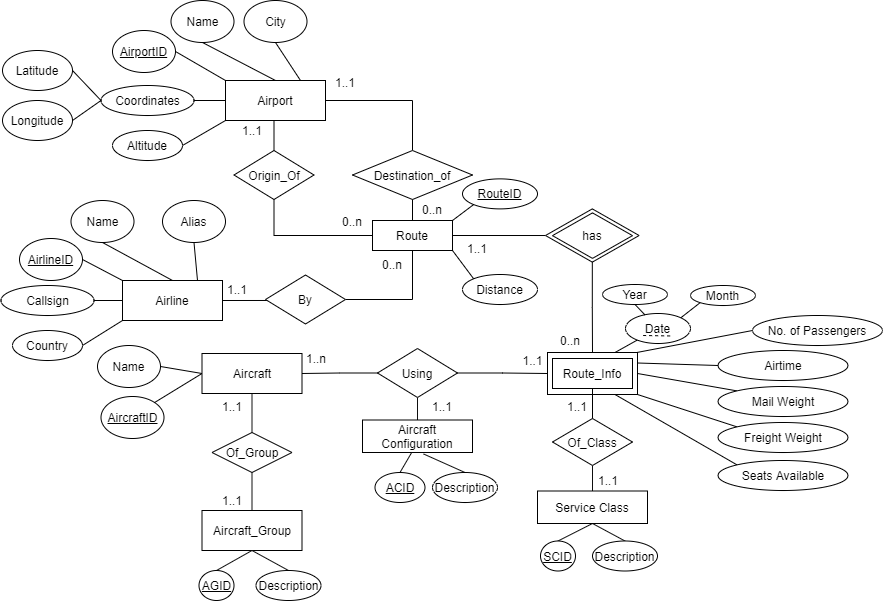 Name
City
AirportID
Latitude
1..1
Coordinates
Airport
Longitude
1..1
Altitude
Origin_Of
Destination_of
RouteID
0..n
0..n
Name
Alias
Route
has
1..1
AirlineID
0..n
Distance
Year
Month
Callsign
Airline
1..1
By
Date
No. of Passengers
Country
0..n
Name
Aircraft
1..n
Using
1..1
Route_Info
Airtime
Mail Weight
AircraftID
1..1
1..1
1..1
Aircraft
Configuration
Of_Class
Freight Weight
Of_Group
Seats Available
ACID
Description
1..1
1..1
Service Class
Aircraft_Group
SCID
Description
AGID
Description